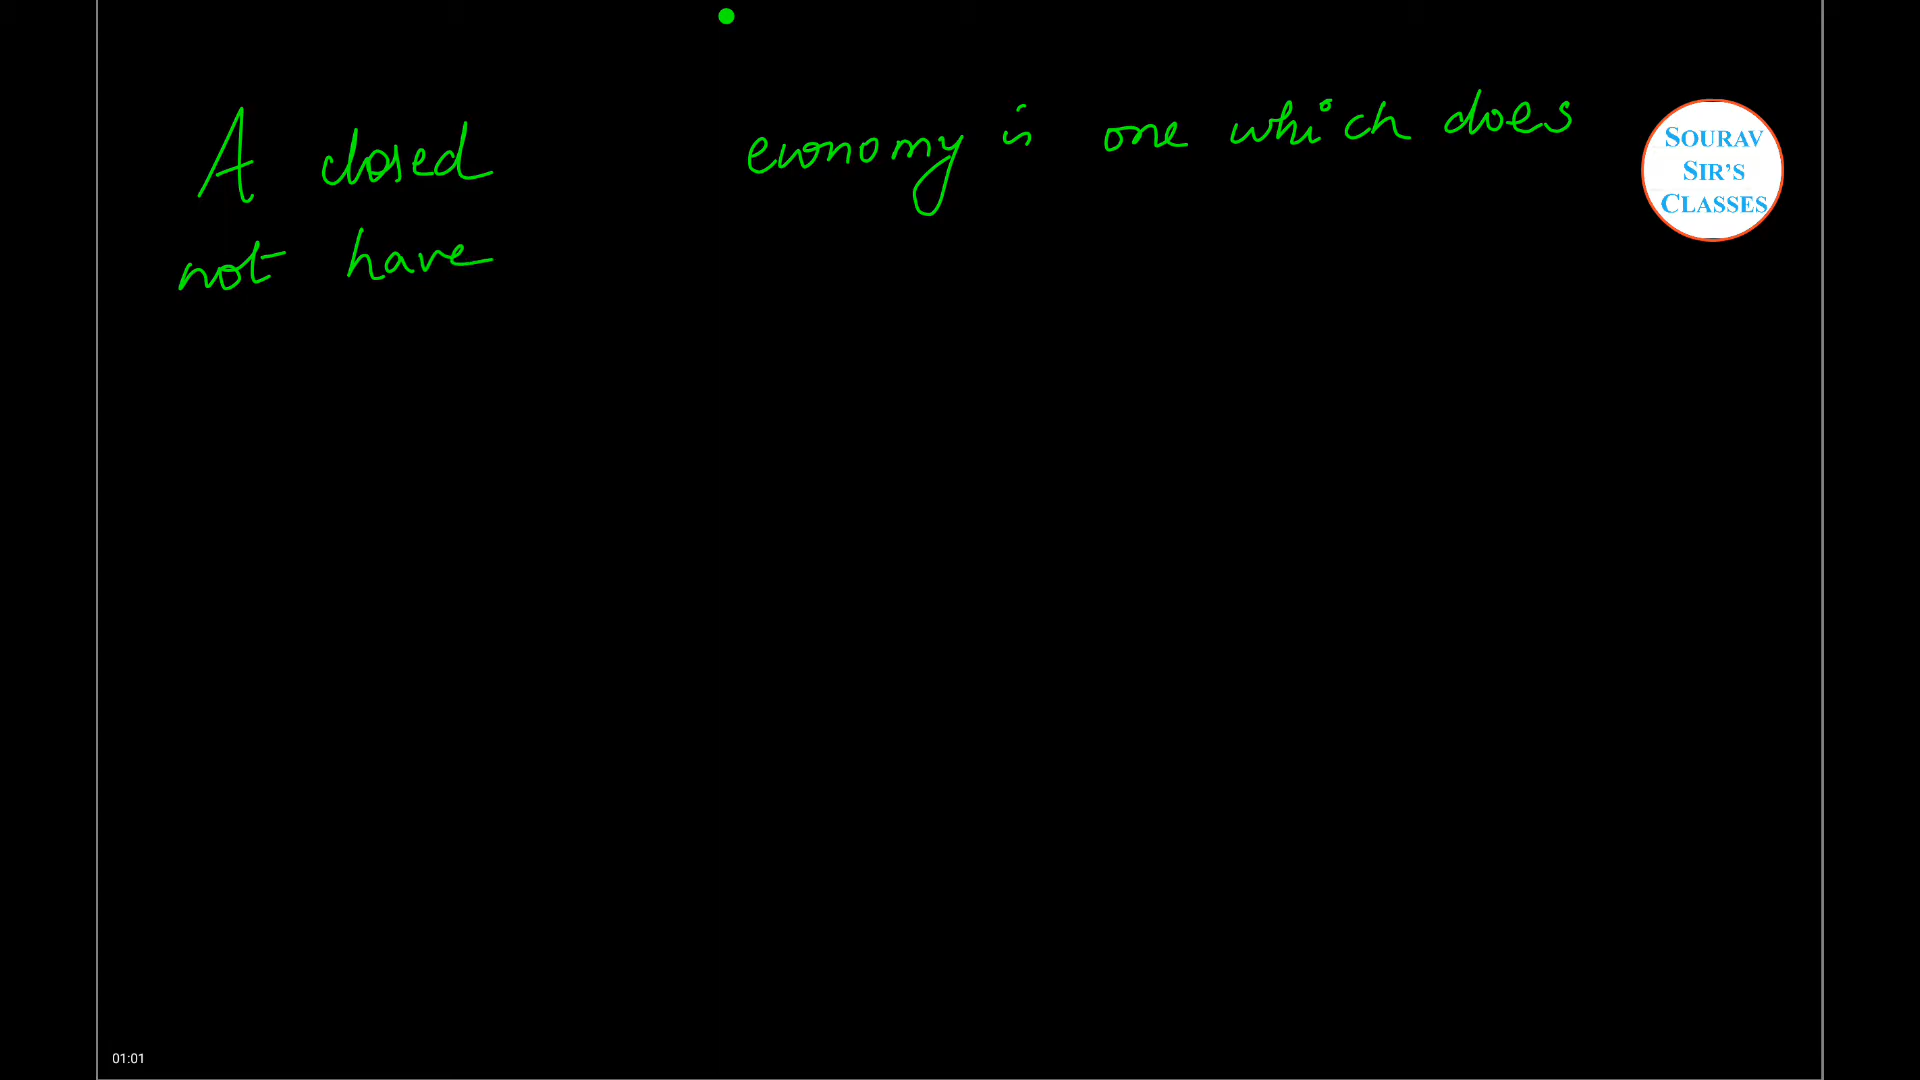 A closed economy is one which does
not have
SOURAV
SIR'S
CLASSES
01:01